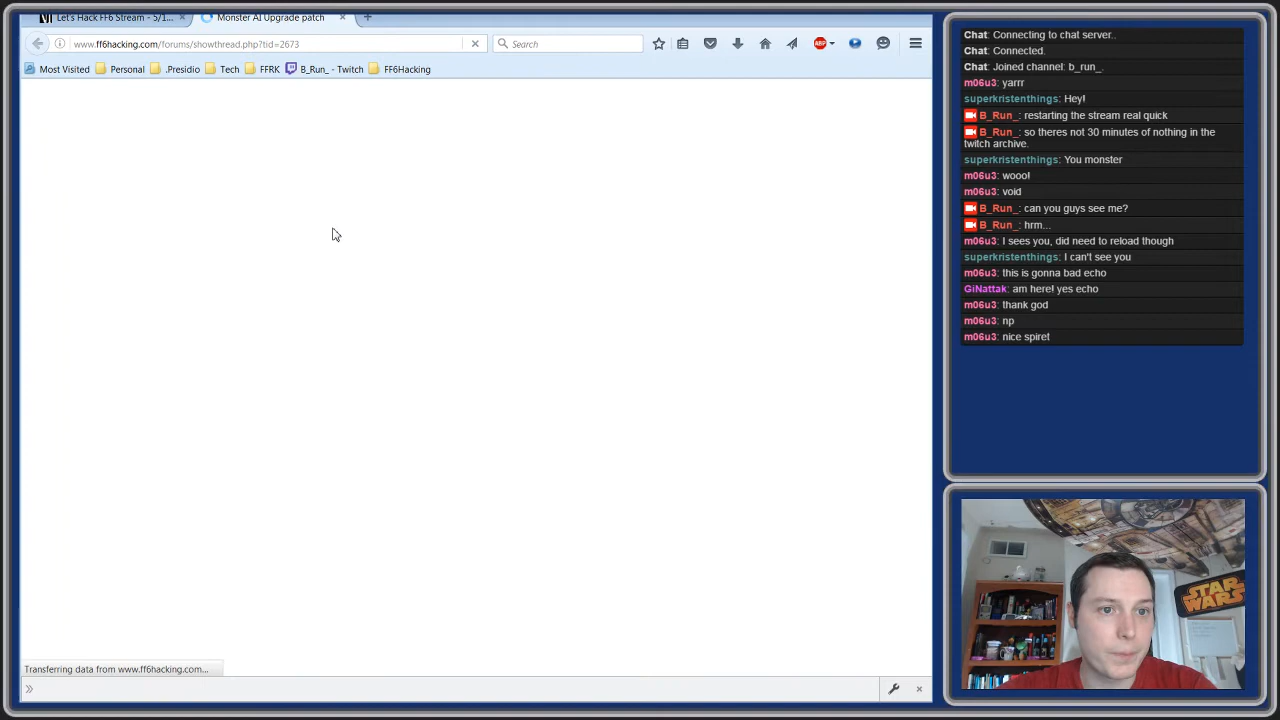 Let's Hack FF6 Stream - 5/1...
Monster AI Upgrade patch
www.ff6hacking.com/forums/showthread.php?tid=2673
Search
ABP
Most Visited Personal .Presidio Tech FFRK B_Run_ - Twitch FF6Hacking
Transferring data from www.ff6hacking.com...
Chat: Connecting to chat server..
Chat: Connected.
Chat: Joined channel: b_run_.
m06u3: yarrr
superkristenthings: Hey!
B_Run_: restarting the stream real quick
B_Run_: so theres not 30 minutes of nothing in the
twitch archive.
superkristenthings: You monster
m06u3: wooo!
m06u3: void
B_Run_: can you guys see me?
B_Run_: hrm...
m06u3: I sees you, did need to reload though
superkristenthings: I can't see you
m06u3: this is gonna bad echo
GiNattak: am here! yes echo
m06u3: thank god
m06u3: np
m06u3: nice spiret
STAR
WARS